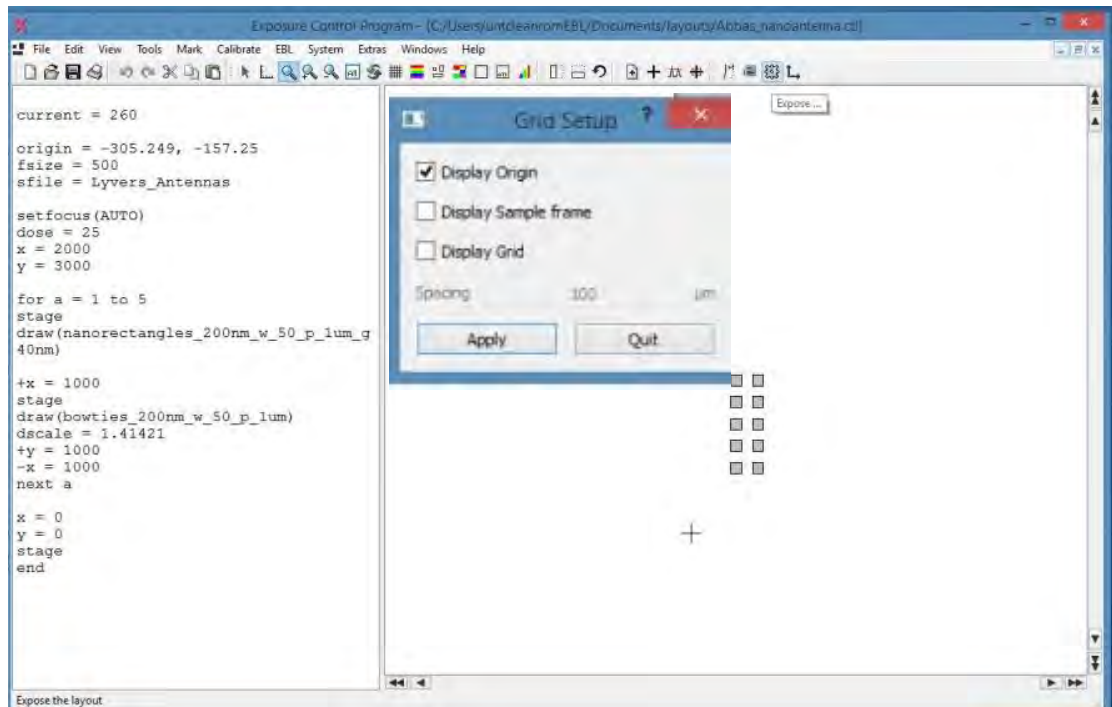 Exposure Control Program - [C:/Users/untcleanromEBL/Documents/layouts/Abbas_nandanterma.ctl]
File Edit View Tools Mark Calibrate EBL System Extras Windows Help
Expose ...
current = 260
origin = -305.249, -157.25
fsize = 500
sfile = Lyvers_Antennas
setfocus(AUTO)
dose = 25
x = 2000
y = 3000
for a = 1 to 5
stage
draw(nanorectangles_200nm_w_50_p_1um_g
40nm)
+x = 1000
stage
draw(bowties_200nm_w_50_p_1um)
dscale = 1.41421
+y = 1000
-x = 1000
next a
x = 0
y = 0
stage
end
Grid Setup ?
Display Origin
Display Sample frame
Display Grid
Spacing 100 µm
Apply Quit
Expose the layout